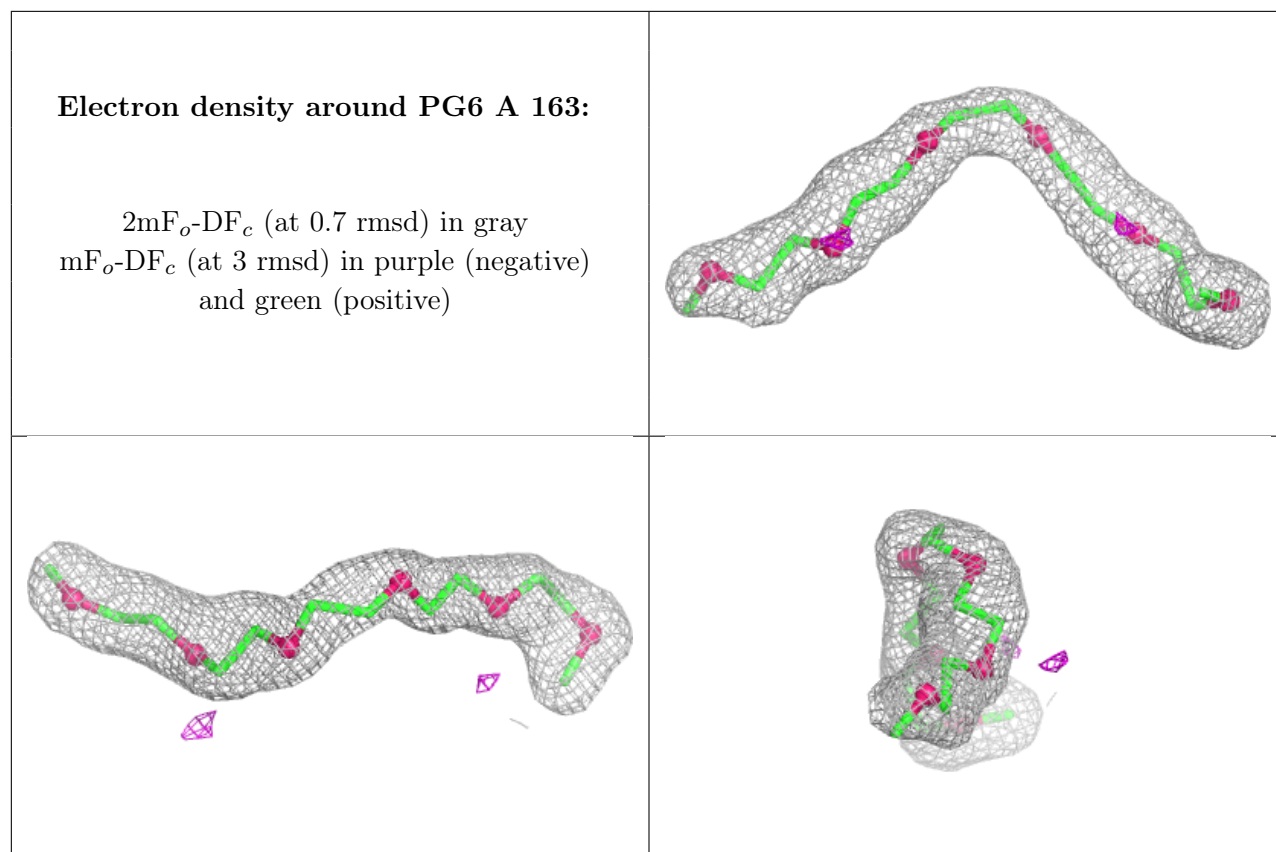 Electron density around PG6 A 163:
2mFₒ-DF𝑐 (at 0.7 rmsd) in gray
mFₒ-DF𝑐 (at 3 rmsd) in purple (negative)
and green (positive)